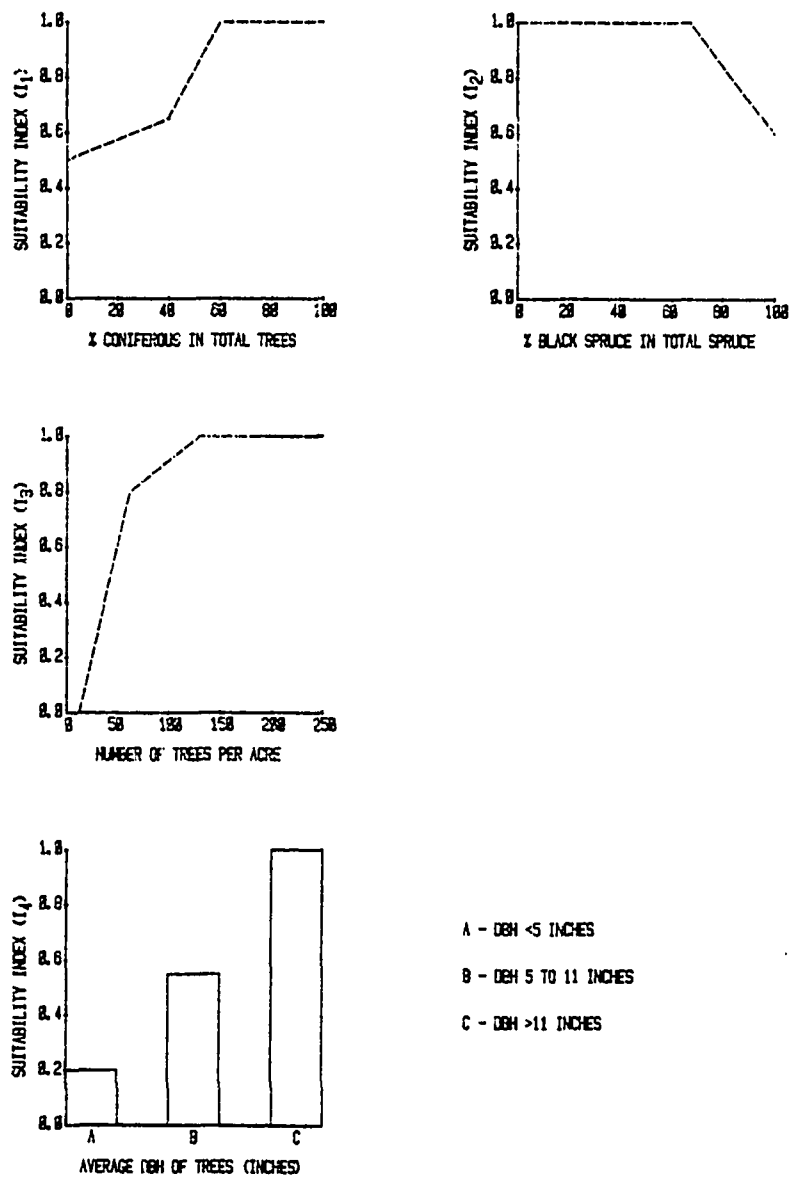 1.0
0.8
0.6
0.4
0.2
0.0
SUITABILITY INDEX (I1)
0 20 40 60 80 100
% CONIFEROUS IN TOTAL TREES
1.0
0.8
0.6
0.4
0.2
0.0
SUITABILITY INDEX (I2)
0 20 40 60 80 100
% BLACK SPRUCE IN TOTAL SPRUCE
1.0
0.8
0.6
0.4
0.2
0.0
SUITABILITY INDEX (I3)
0 50 100 150 200 250
NUMBER OF TREES PER ACRE
1.0
0.8
0.6
0.4
0.2
0.0
SUITABILITY INDEX (I4)
A B C
AVERAGE DBH OF TREES (INCHES)
A - DBH <5 INCHES
B - DBH 5 TO 11 INCHES
C - DBH >11 INCHES